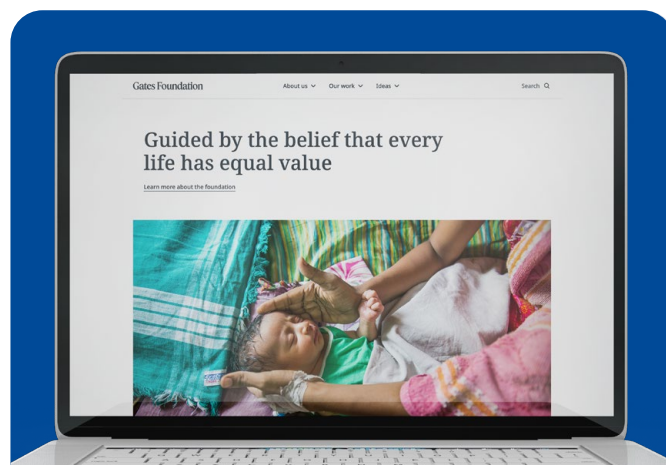 Gates Foundation
About us
Our work
Ideas
Search
Guided by the belief that every
life has equal value
Learn more about the foundation